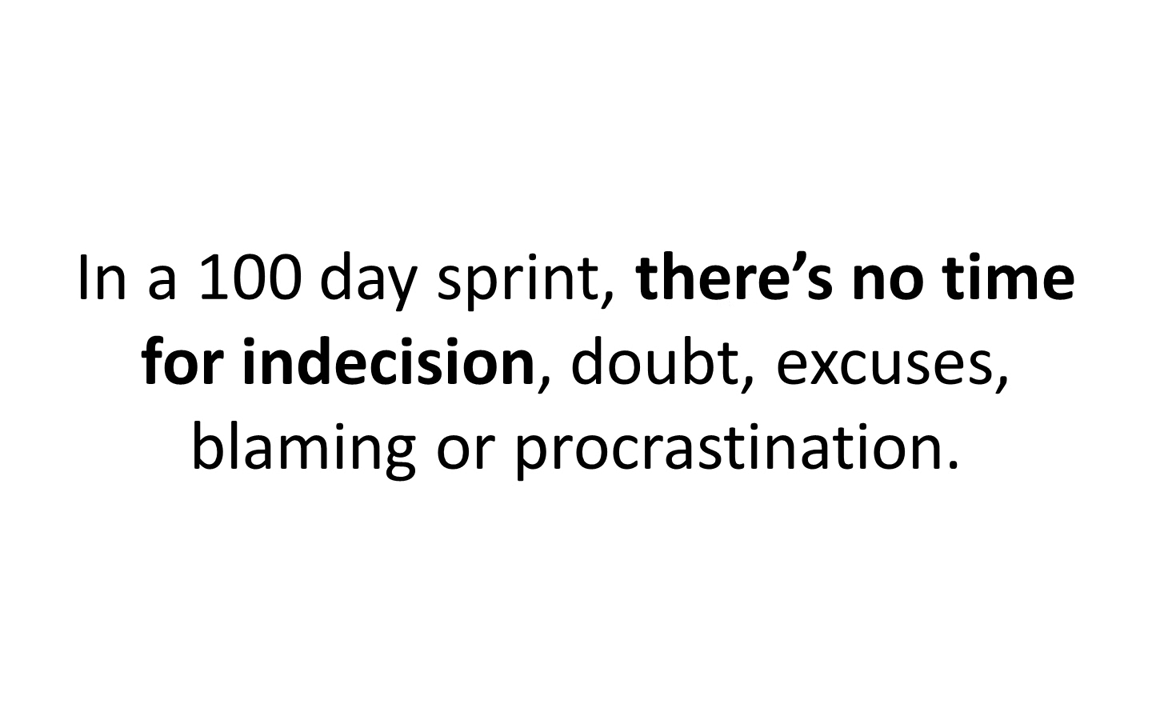 In a 100 day sprint, there’s no time
for indecision, doubt, excuses,
blaming or procrastination.